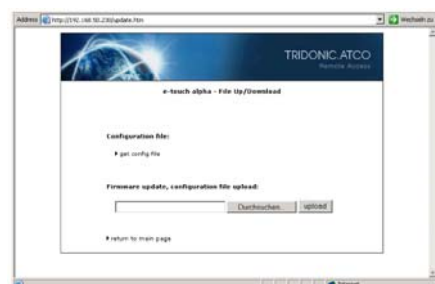 Address http://192.168.50.230/update.htm Wechseln zu
TRIDONIC.ATCO
Remote Access
e-touch alpha - File Up/Download
Configuration file:
get config file
Firmware update, configuration file upload:
Durchsuchen... upload
return to main page